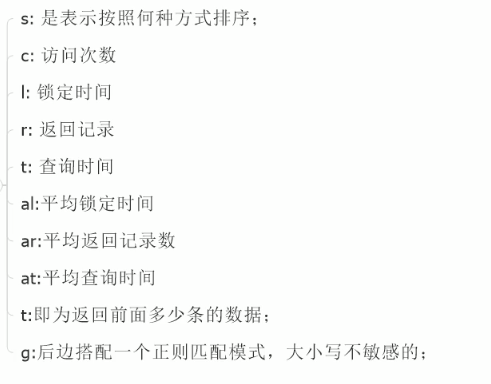 s: 是表示按照何种方式排序；
c: 访问次数
l: 锁定时间
r: 返回记录
t: 查询时间
al:平均锁定时间
ar:平均返回记录数
at:平均查询时间
t:即为返回前面多少条的数据；
g:后边搭配一个正则匹配模式，大小写不敏感的；